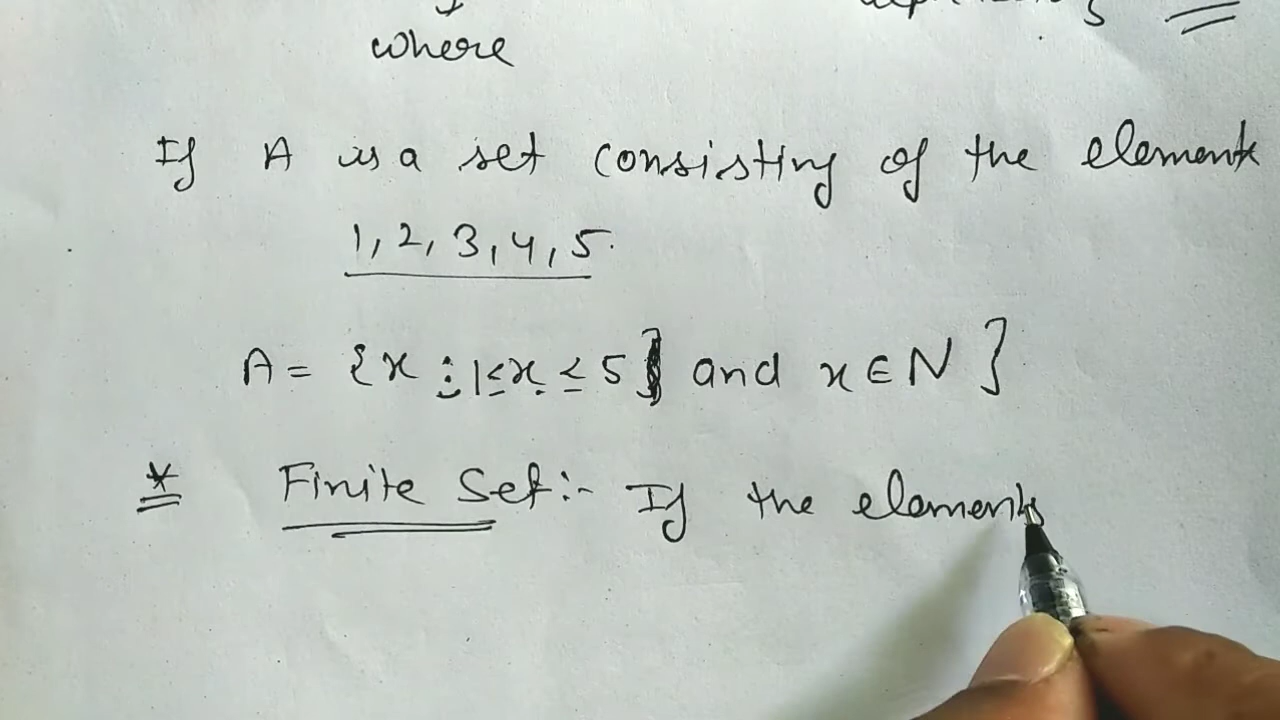 where
If A is a set consisting of the elements
1, 2, 3, 4, 5.
A = {x : 1≤x ≤ 5 and x ∈ N }
* Finite Set:- If the elements